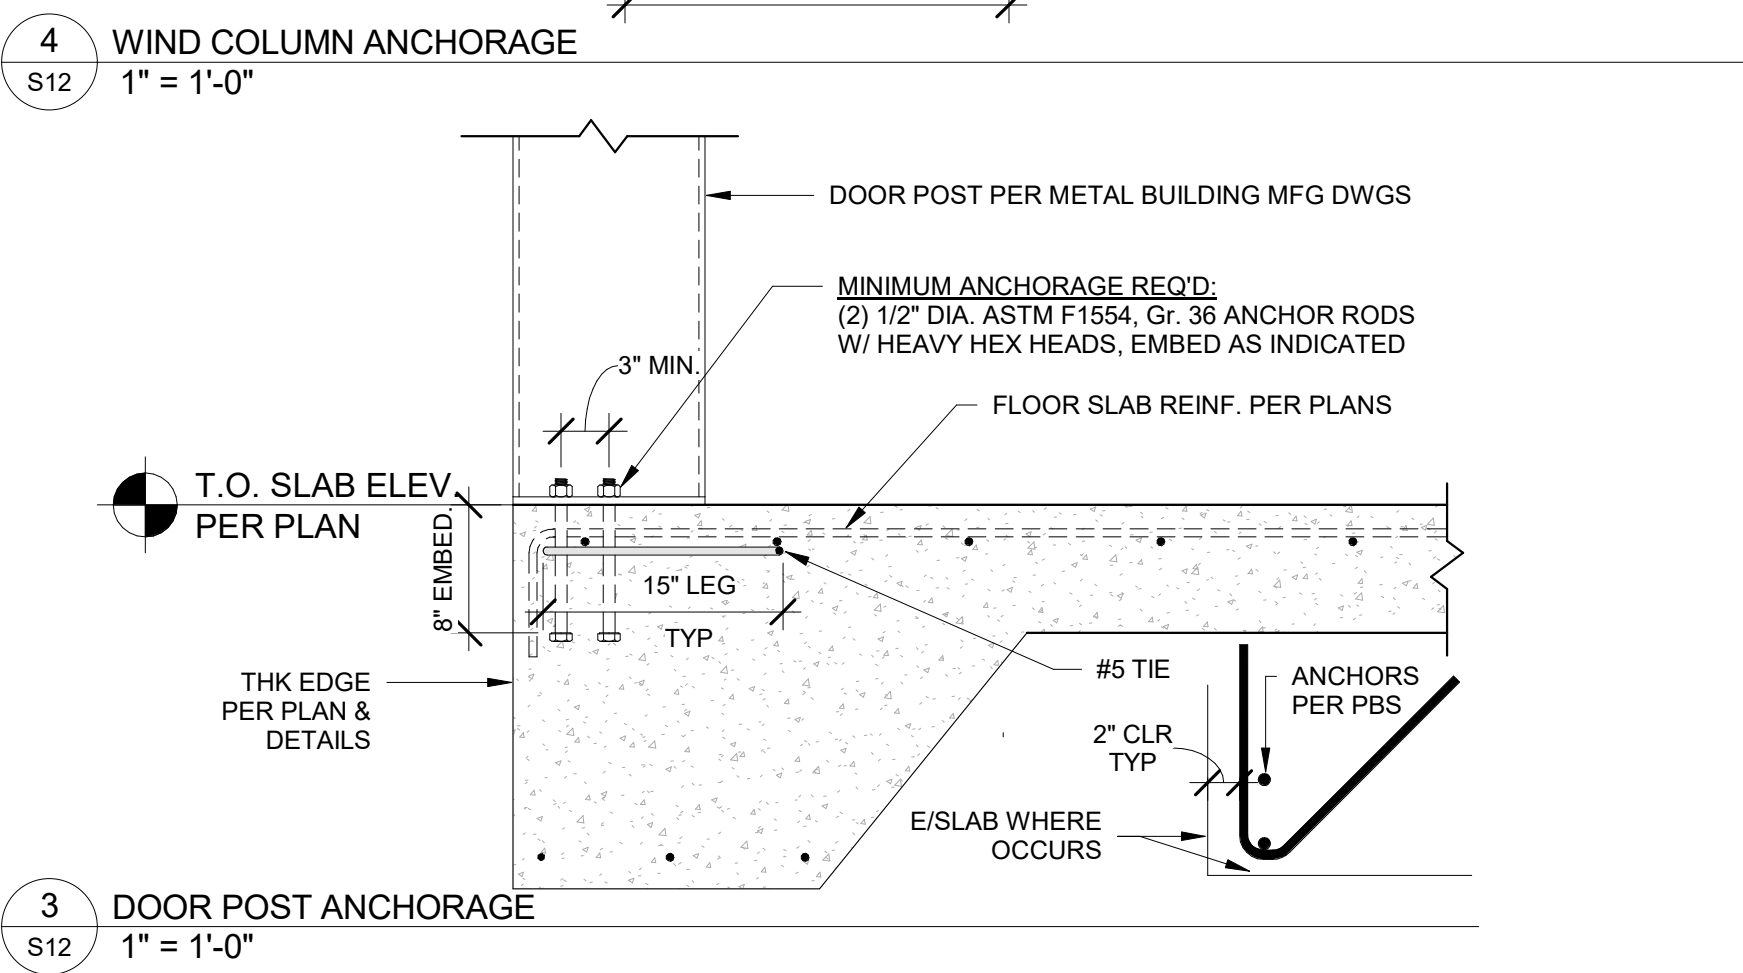 4
WIND COLUMN ANCHORAGE
S12
1" = 1'-0"
DOOR POST PER METAL BUILDING MFG DWGS
MINIMUM ANCHORAGE REQ'D:
(2) 1/2" DIA. ASTM F1554, Gr. 36 ANCHOR RODS
W/ HEAVY HEX HEADS, EMBED AS INDICATED
3" MIN.
FLOOR SLAB REINF. PER PLANS
T.O. SLAB ELEV.
PER PLAN
8" EMBED.
15" LEG
TYP
#5 TIE
THK EDGE
PER PLAN &
DETAILS
ANCHORS
PER PBS
2" CLR
TYP
E/SLAB WHERE
OCCURS
3
DOOR POST ANCHORAGE
S12
1" = 1'-0"